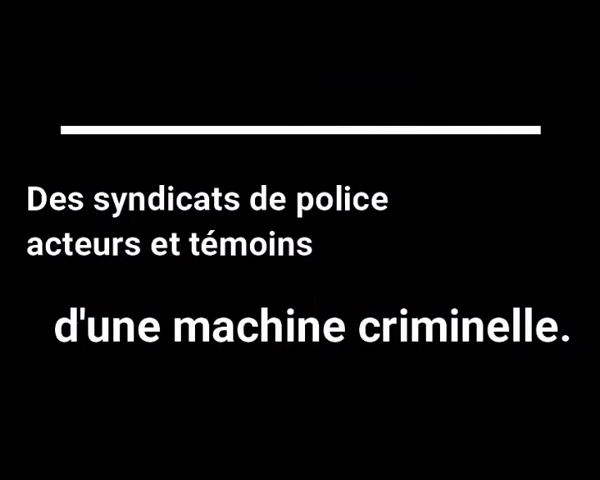 Des syndicats de police
acteurs et témoins
d'une machine criminelle.